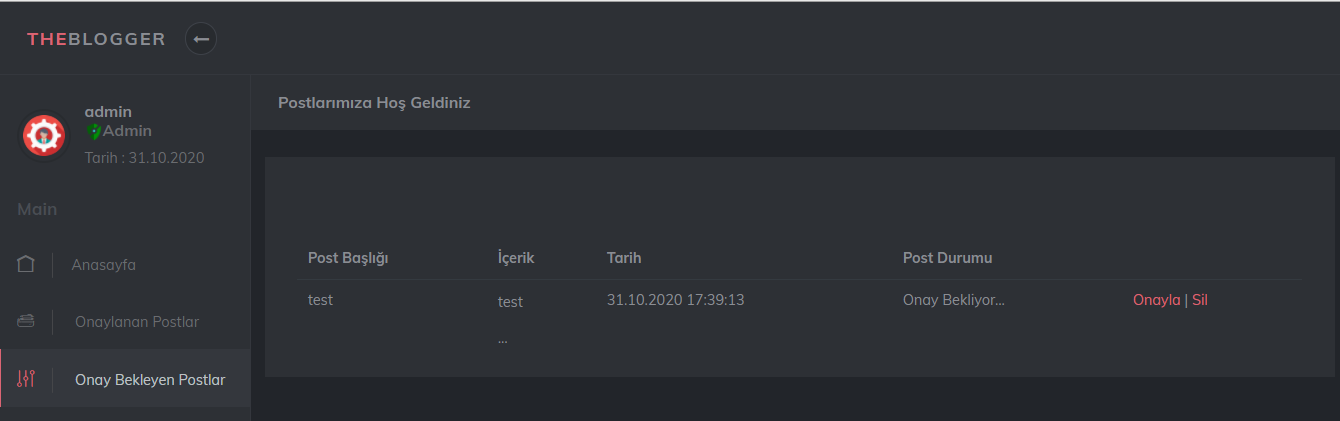 THEBLOGGER
admin
Admin
Tarih : 31.10.2020
Main
Anasayfa
Onaylanan Postlar
Onay Bekleyen Postlar
Postlarımıza Hoş Geldiniz
Post Başlığı İçerik Tarih Post Durumu
test test 31.10.2020 17:39:13 Onay Bekliyor... Onayla | Sil
...